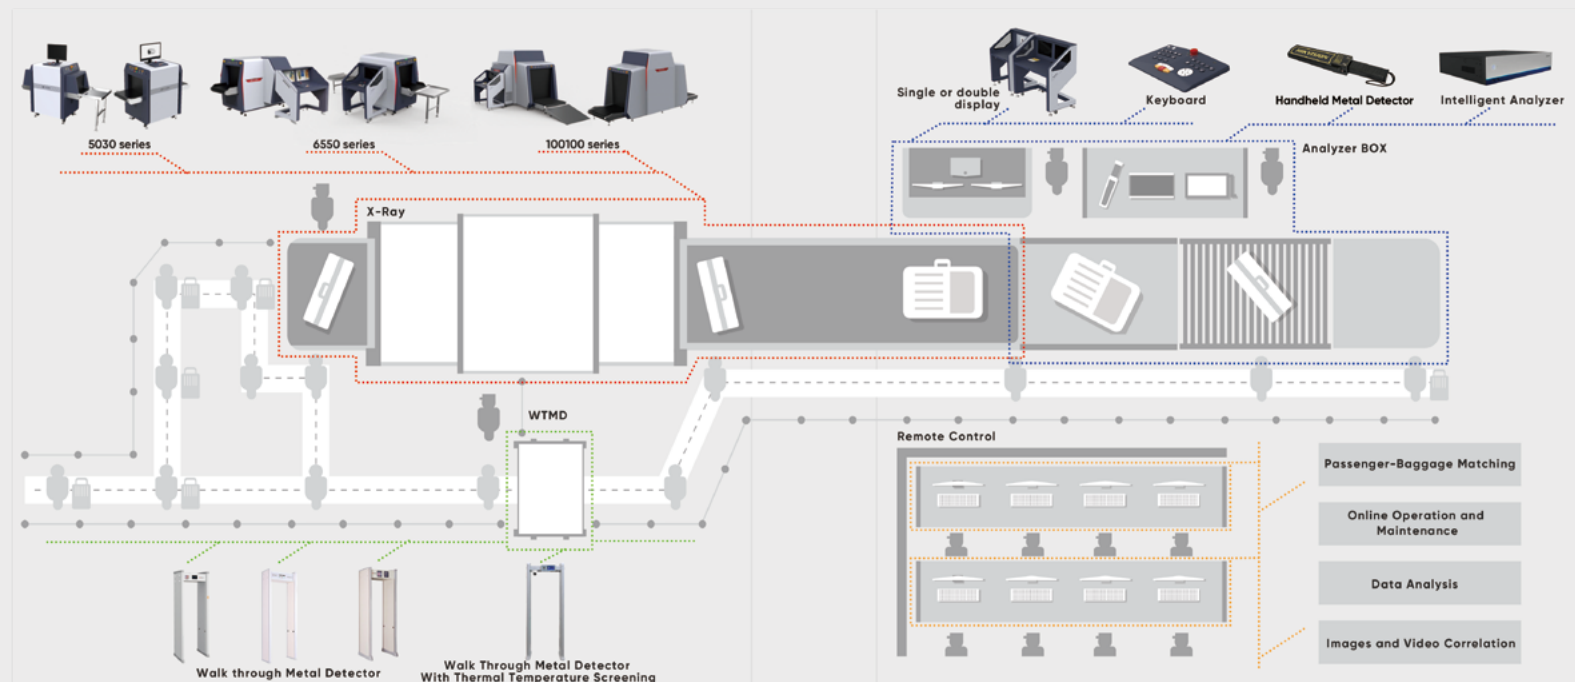 5030 series
6550 series
100100 series
Single or double
display
Keyboard
Handheld Metal Detector
Intelligent Analyzer
Analyzer BOX
X-Ray
WTMD
Remote Control
Passenger-Baggage Matching
Online Operation and
Maintenance
Data Analysis
Images and Video Correlation
Walk through Metal Detector
Walk Through Metal Detector
With Thermal Temperature Screening